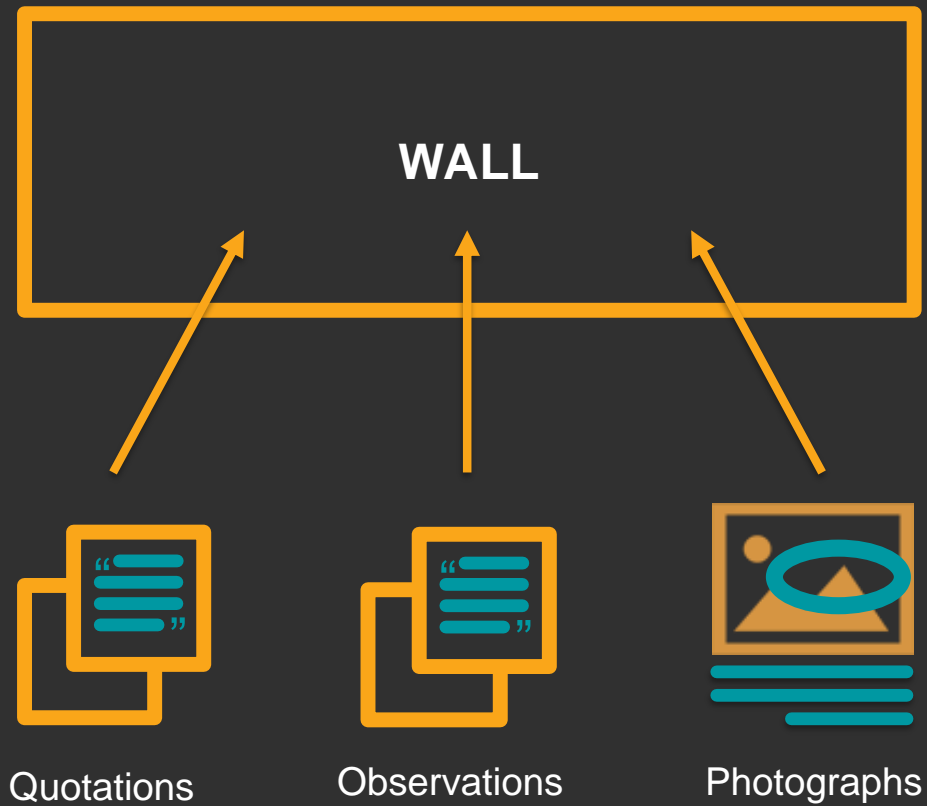 WALL
“
”
“
”
Quotations
Observations
Photographs